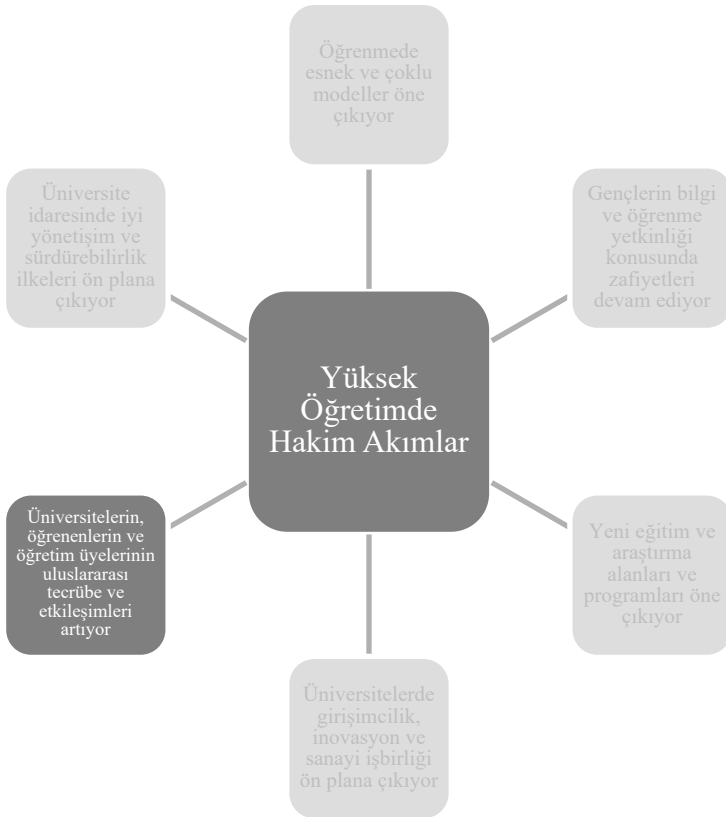 Öğrenmede
esnek ve çoklu
modeller öne
çıkıyor
Üniversite
idaresinde iyi
yönetişim ve
sürdürebilirlik
ilkeleri ön plana
çıkıyor
Gençlerin bilgi
ve öğrenme
yetkinliği
konusunda
zafiyetleri
devam ediyor
Yüksek
Öğretimde
Hakim Akımlar
Üniversitelerin,
öğrenenlerin ve
öğretim üyelerinin
uluslararası
tecrübe ve
etkileşimleri
artıyor
Yeni eğitim ve
araştırma
alanları ve
programları öne
çıkıyor
Üniversitelerde
girişimcilik,
inovasyon ve
sanayi işbirliği
ön plana çıkıyor